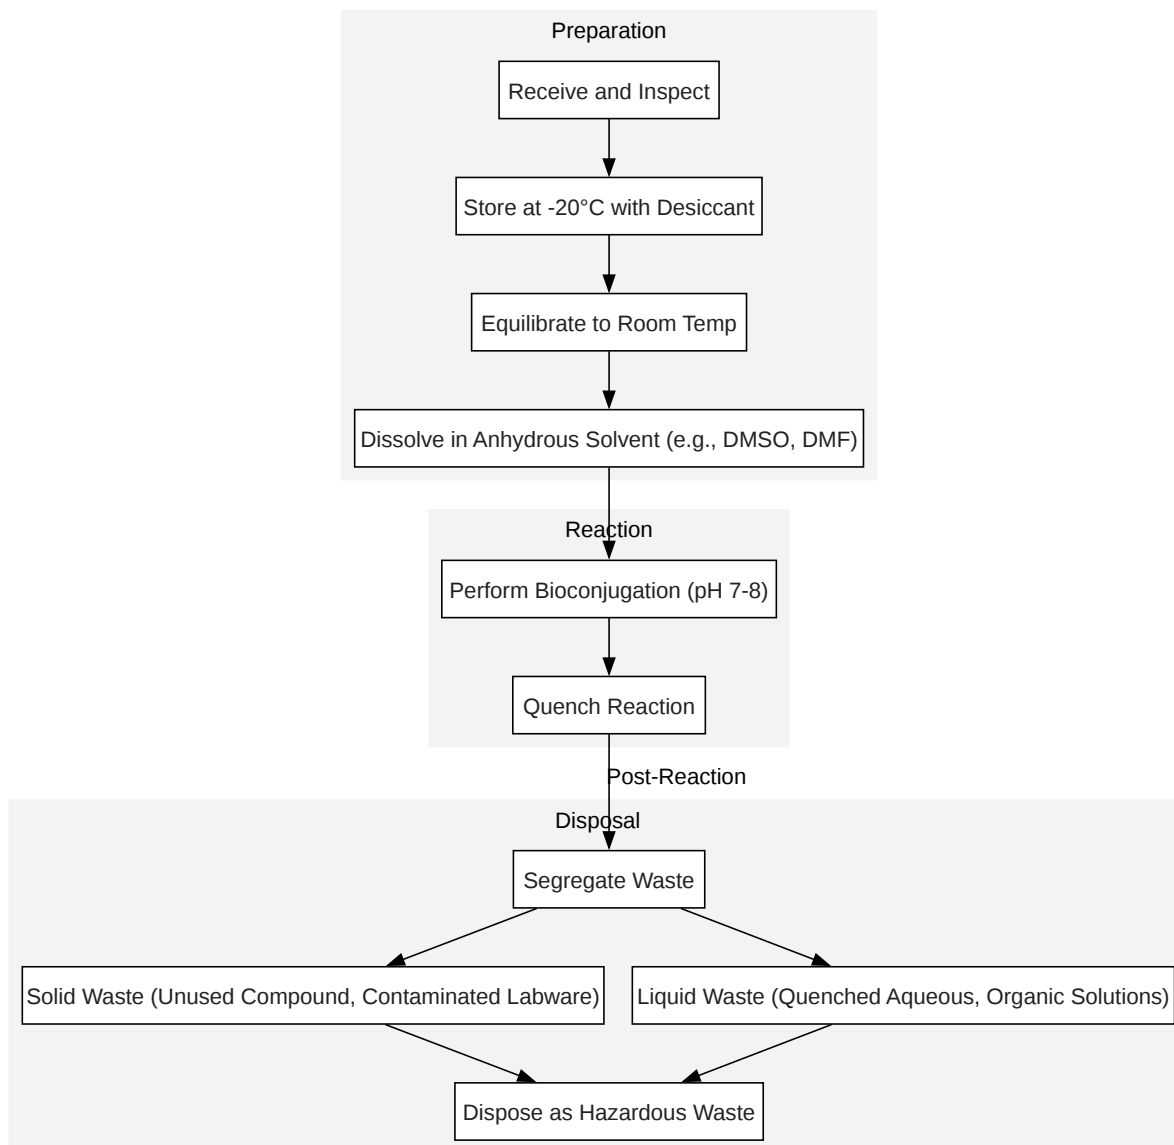 Preparation
Receive and Inspect
Store at -20°C with Desiccant
Equilibrate to Room Temp
Dissolve in Anhydrous Solvent (e.g., DMSO, DMF)
Reaction
Perform Bioconjugation (pH 7-8)
Quench Reaction
Post-Reaction
Disposal
Segregate Waste
Solid Waste (Unused Compound, Contaminated Labware)
Liquid Waste (Quenched Aqueous, Organic Solutions)
Dispose as Hazardous Waste